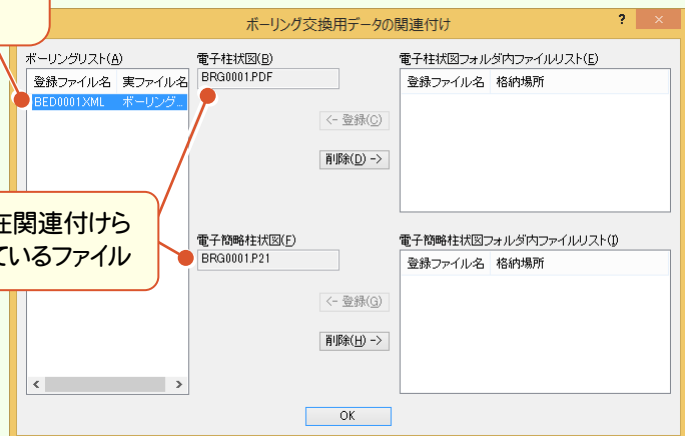 ボーリング交換用データの関連付け
? ×
ボーリングリスト(A)
登録ファイル名 実ファイル名
BED0001.XML ボーリング...
電子柱状図(B)
BRG0001.PDF
<- 登録(C)
削除(D) ->
電子柱状図フォルダ内ファイルリスト(E)
登録ファイル名 格納場所
在関連付けら
ているファイル
電子簡略柱状図(F)
BRG0001.P21
<- 登録(G)
削除(H) ->
電子簡略柱状図フォルダ内ファイルリスト(I)
登録ファイル名 格納場所
OK